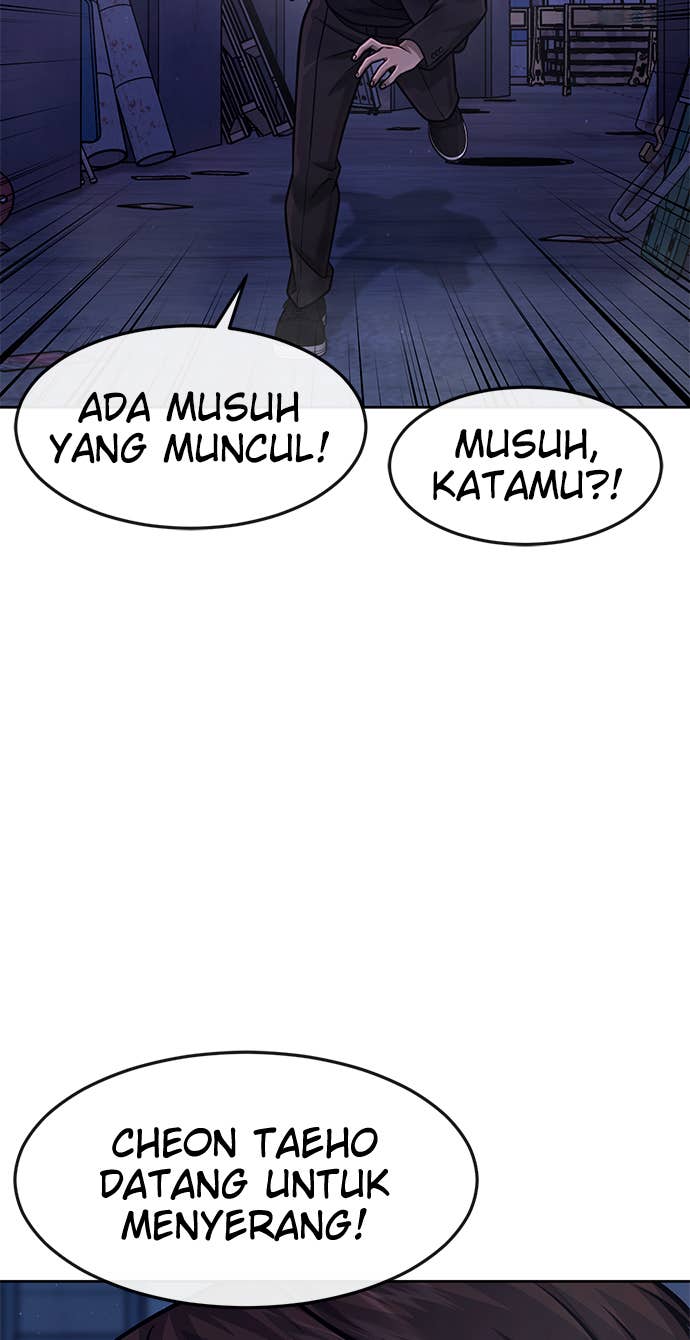 ADA MUSUH
YANG MUNCUL!
MUSUH,
KATAMU?!
CHEON TAEHO
DATANG UNTUK
MENYERANG!